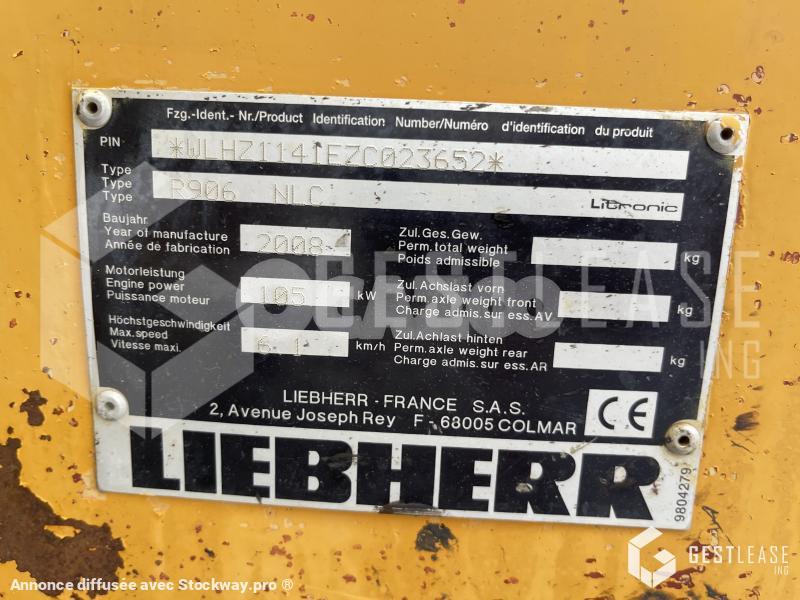 Fzg.-Ident.- Nr./Product Identification Number/Numéro d'identification du produit
PIN *WLHZ1141EZC023652*
Type
Type
Type
R906 NLC
Litronic
Baujahr
Year of manufacture
Année de fabrication
2008
Zul.Ges.Gew.
Perm.total weight
Poids admissible
kg
Motorleistung
Engine power
Puissance moteur
105 kW
Zul.Achslast vorn
Perm.axle weight front
Charge admis.sur ess.AV
kg
Höchstgeschwindigkeit
Max.speed
Vitesse maxi.
6.1 km/h
Zul.Achlast hinten
Perm.axle weight rear
Charge admis.sur ess.AR
kg
LIEBHERR - FRANCE S.A.S.
2, Avenue Joseph Rey F - 68005 COLMAR
CE
LIEBHERR
9804279
GESTLEASE
ING
GESTLEASE
ING
GESTLEASE
ING
Annonce diffusée avec Stockway.pro ®